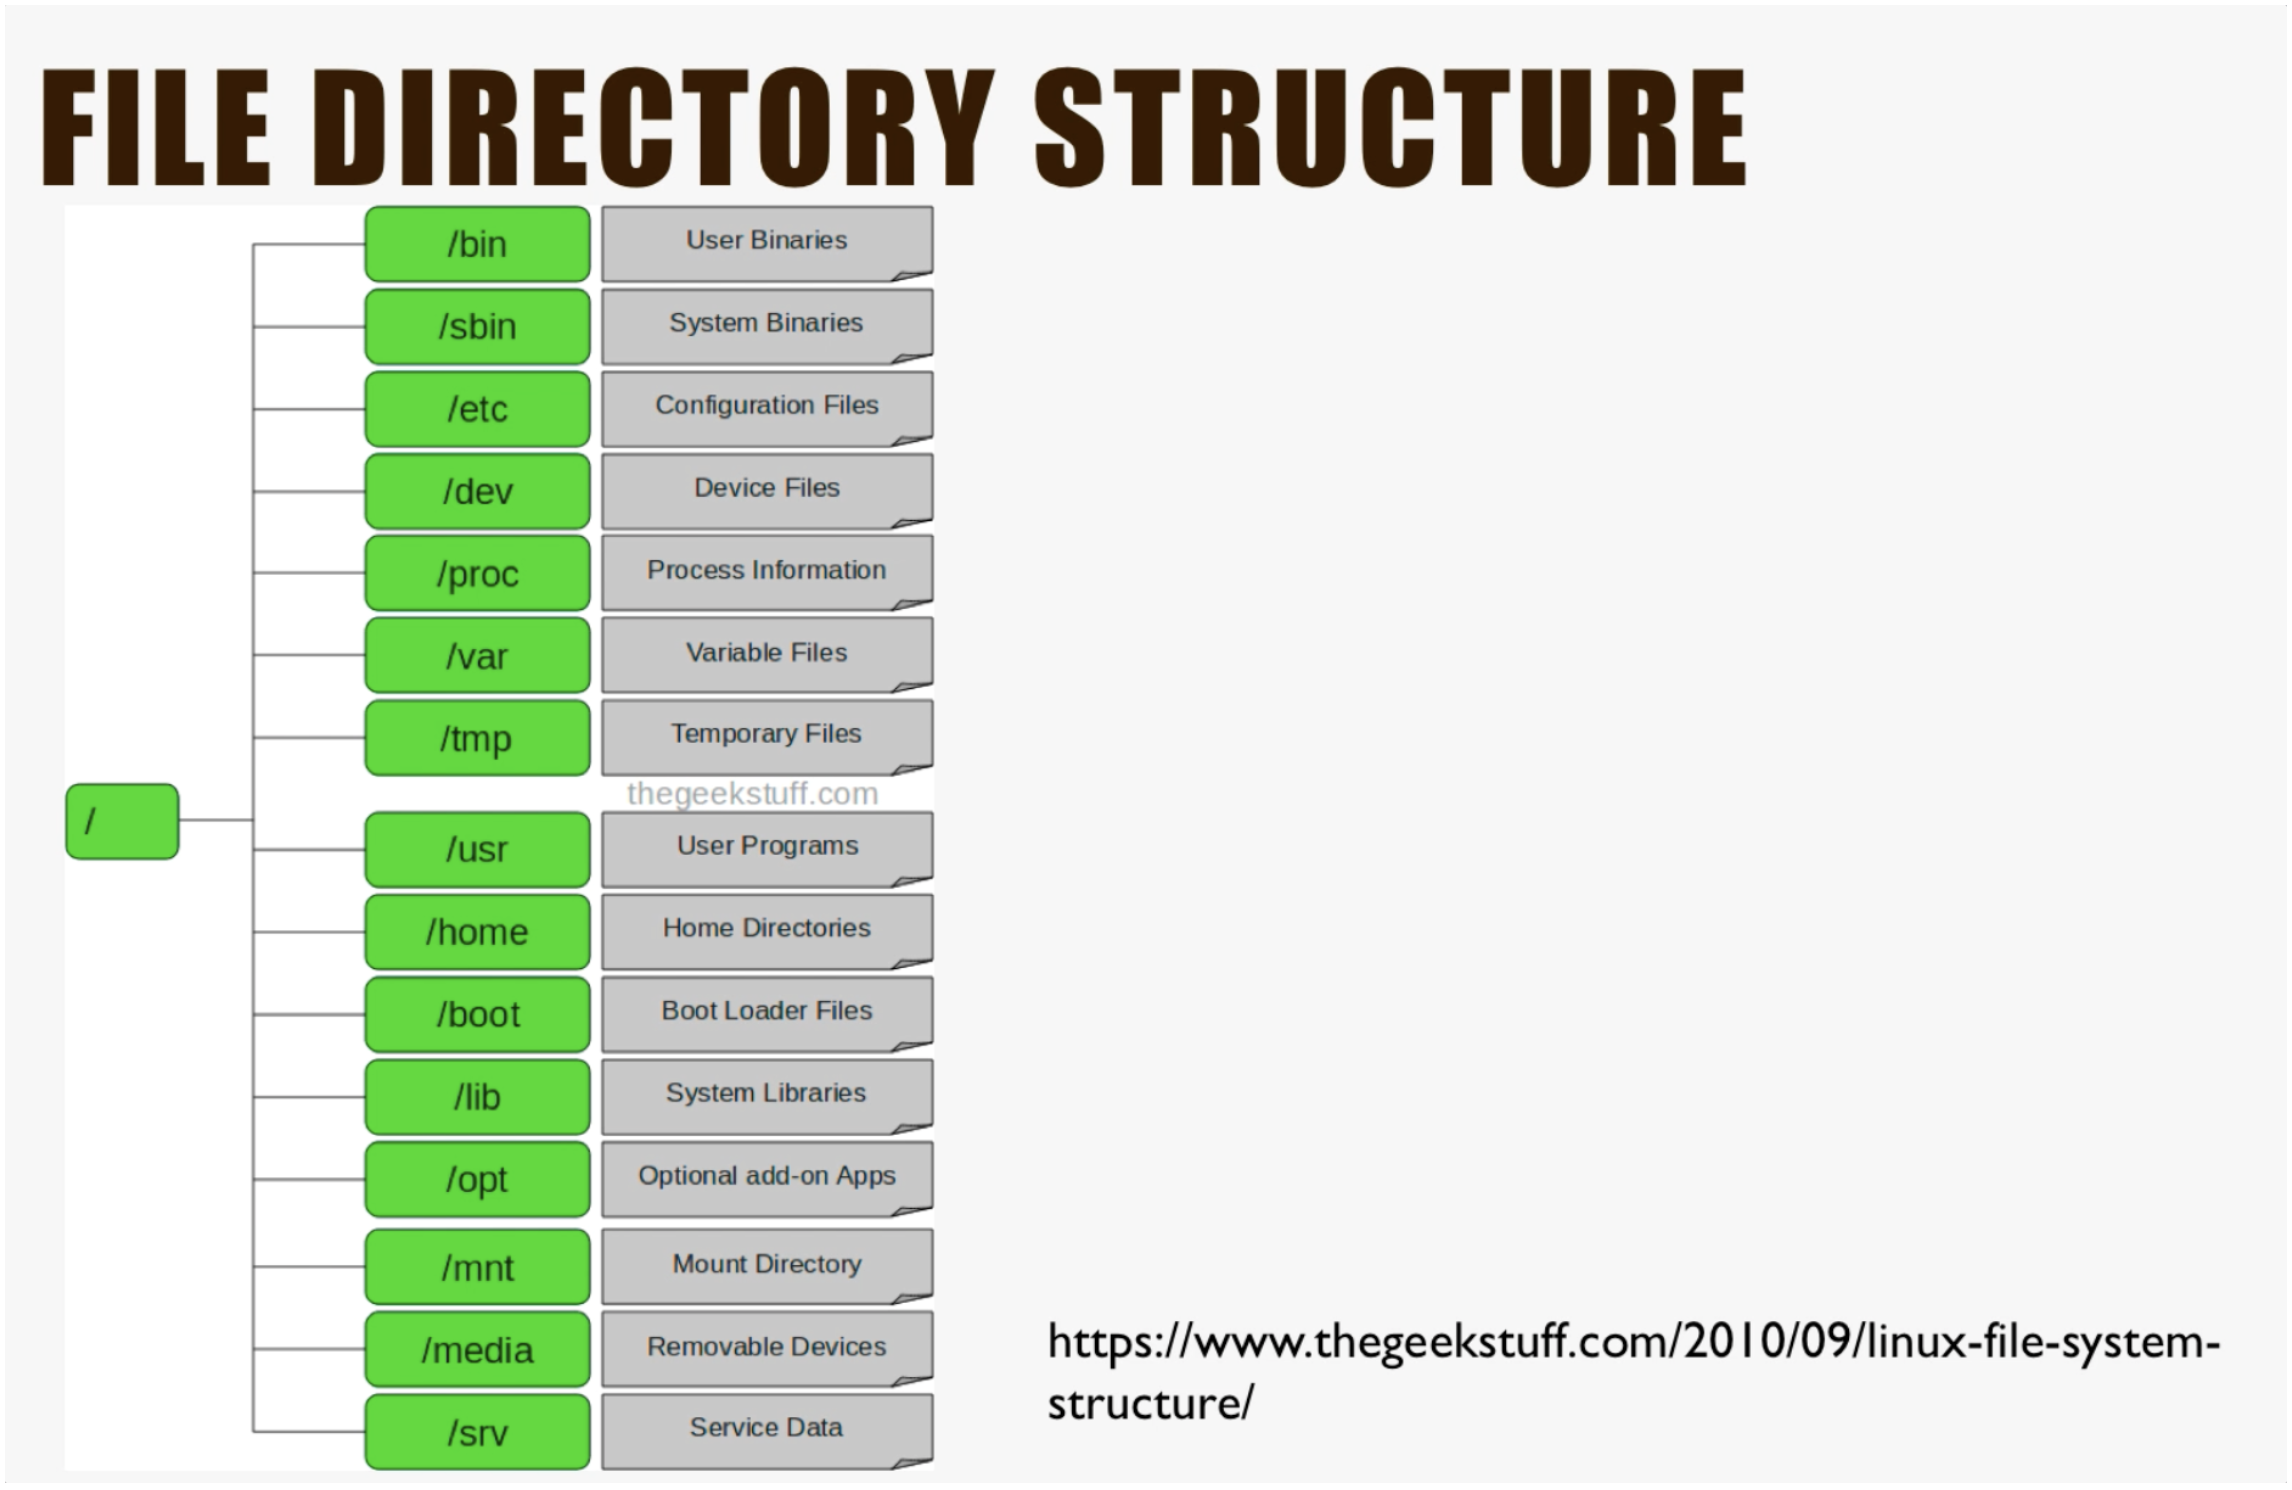 FILE DIRECTORY STRUCTURE
/bin User Binaries
/sbin System Binaries
/etc Configuration Files
/dev Device Files
/proc Process Information
/var Variable Files
/tmp Temporary Files
thegeekstuff.com
/
/usr User Programs
/home Home Directories
/boot Boot Loader Files
/lib System Libraries
/opt Optional add-on Apps
/mnt Mount Directory
/media Removable Devices
/srv Service Data
https://www.thegeekstuff.com/2010/09/linux-file-system-
structure/